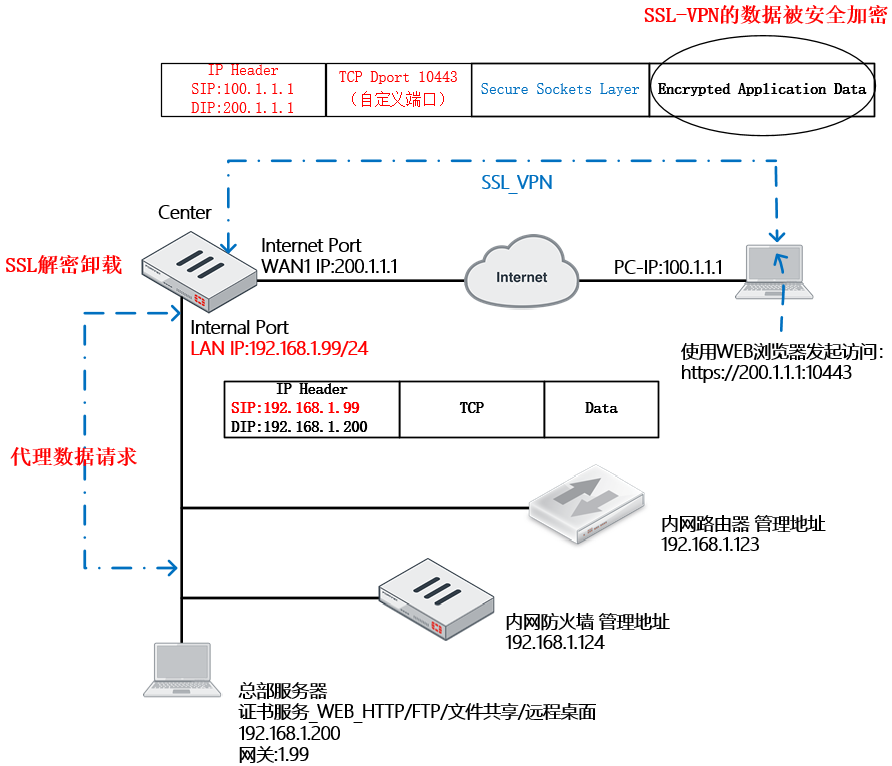 SSL-VPN的数据被安全加密
IP Header
SIP:100.1.1.1
DIP:200.1.1.1
TCP Dport 10443
（自定义端口）
Secure Sockets Layer
Encrypted Application Data
SSL_VPN
Center
SSL解密卸载
Internet Port
WAN1 IP:200.1.1.1
Internet
PC-IP:100.1.1.1
Internal Port
LAN IP:192.168.1.99/24
使用WEB浏览器发起访问:
https://200.1.1.1:10443
IP Header
SIP:192.168.1.99
DIP:192.168.1.200
TCP
Data
代理数据请求
内网路由器 管理地址
192.168.1.123
内网防火墙 管理地址
192.168.1.124
总部服务器
证书服务_WEB_HTTP/FTP/文件共享/远程桌面
192.168.1.200
网关:1.99